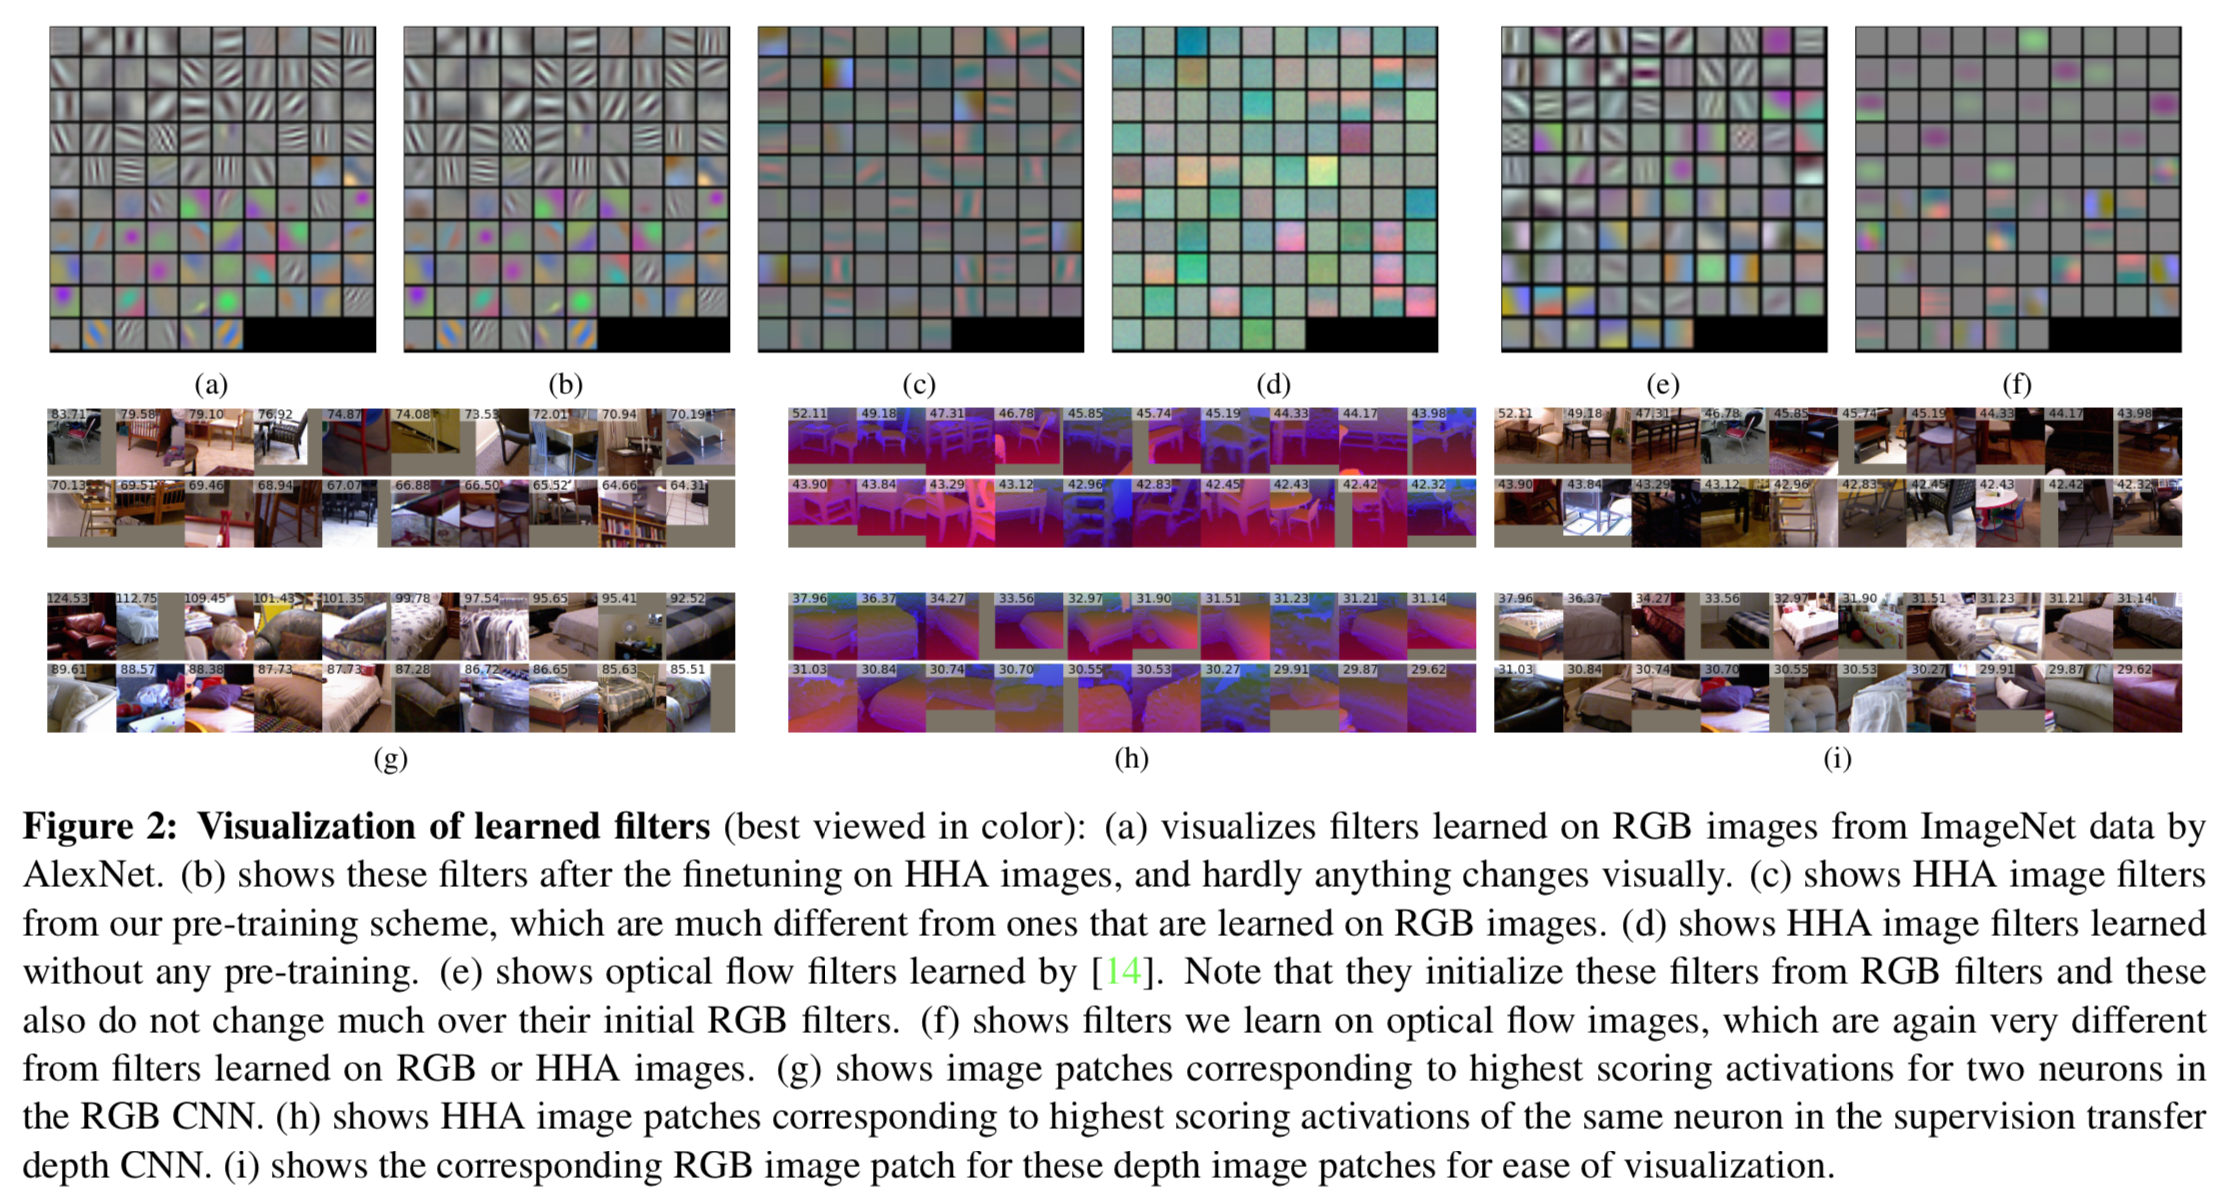 (a) (b) (c) (d) (e) (f)
83.71 79.58 79.10 76.92 74.87 74.08 73.53 72.01 70.94 70.19
70.13 69.51 69.46 68.94 67.07 66.88 66.50 65.52 64.66 64.31
52.11 49.18 47.31 46.78 45.85 45.74 45.19 44.33 44.17 43.98
43.90 43.84 43.29 43.12 42.96 42.83 42.45 42.43 42.42 42.32
52.11 49.18 47.31 46.78 45.85 45.74 45.19 44.33 44.17 43.98
43.90 43.84 43.29 43.12 42.96 42.83 42.45 42.43 42.42 42.32
124.53 112.75 109.45 101.43 101.35 99.78 97.54 95.65 95.41 92.52
89.61 88.57 88.38 87.73 87.73 87.28 86.72 86.65 85.63 85.51
37.96 36.37 34.27 33.56 32.97 31.90 31.51 31.23 31.21 31.14
31.03 30.84 30.74 30.70 30.55 30.53 30.27 29.91 29.87 29.62
37.96 36.37 34.27 33.56 32.97 31.90 31.51 31.23 31.21 31.14
31.03 30.84 30.74 30.70 30.55 30.53 30.27 29.91 29.87 29.62
(g) (h) (i)
Figure 2: Visualization of learned filters (best viewed in color): (a) visualizes filters learned on RGB images from ImageNet data by
AlexNet. (b) shows these filters after the finetuning on HHA images, and hardly anything changes visually. (c) shows HHA image filters
from our pre-training scheme, which are much different from ones that are learned on RGB images. (d) shows HHA image filters learned
without any pre-training. (e) shows optical flow filters learned by [14]. Note that they initialize these filters from RGB filters and these
also do not change much over their initial RGB filters. (f) shows filters we learn on optical flow images, which are again very different
from filters learned on RGB or HHA images. (g) shows image patches corresponding to highest scoring activations for two neurons in
the RGB CNN. (h) shows HHA image patches corresponding to highest scoring activations of the same neuron in the supervision transfer
depth CNN. (i) shows the corresponding RGB image patch for these depth image patches for ease of visualization.